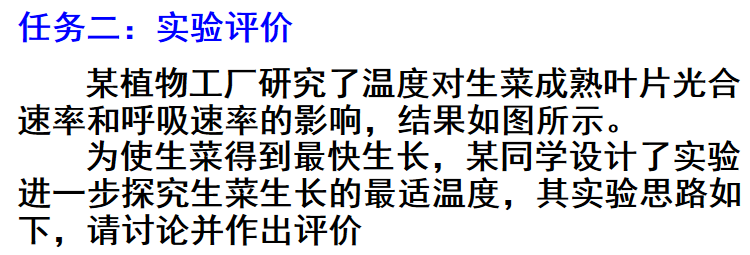 任务二：实验评价
某植物工厂研究了温度对生菜成熟叶片光合
速率和呼吸速率的影响，结果如图所示。
为使生菜得到最快生长，某同学设计了实验
进一步探究生菜生长的最适温度，其实验思路如
下，请讨论并作出评价